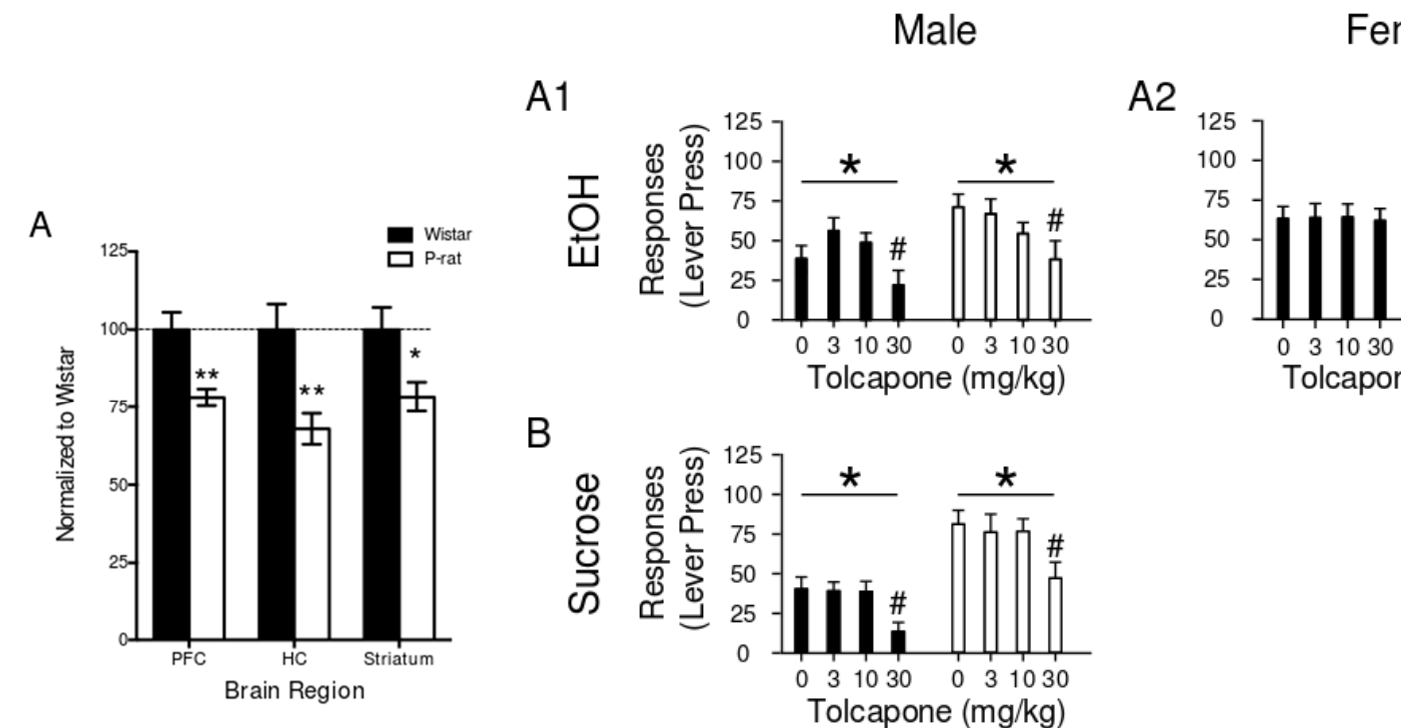 A
Wistar
P-rat
Normalized to Wistar
125
100
75
50
25
0
** ** *
PFC HC Striatum
Brain Region
Male
A1
EtOH
Responses
(Lever Press)
125
100
75
50
25
0
* *
# #
0 3 10 30 0 3 10 30
Tolcapone (mg/kg)
Fer
A2
125
100
75
50
25
0
0 3 10 30
Tolcapor
B
Sucrose
Responses
(Lever Press)
125
100
75
50
25
0
* *
# #
0 3 10 30 0 3 10 30
Tolcapone (mg/kg)